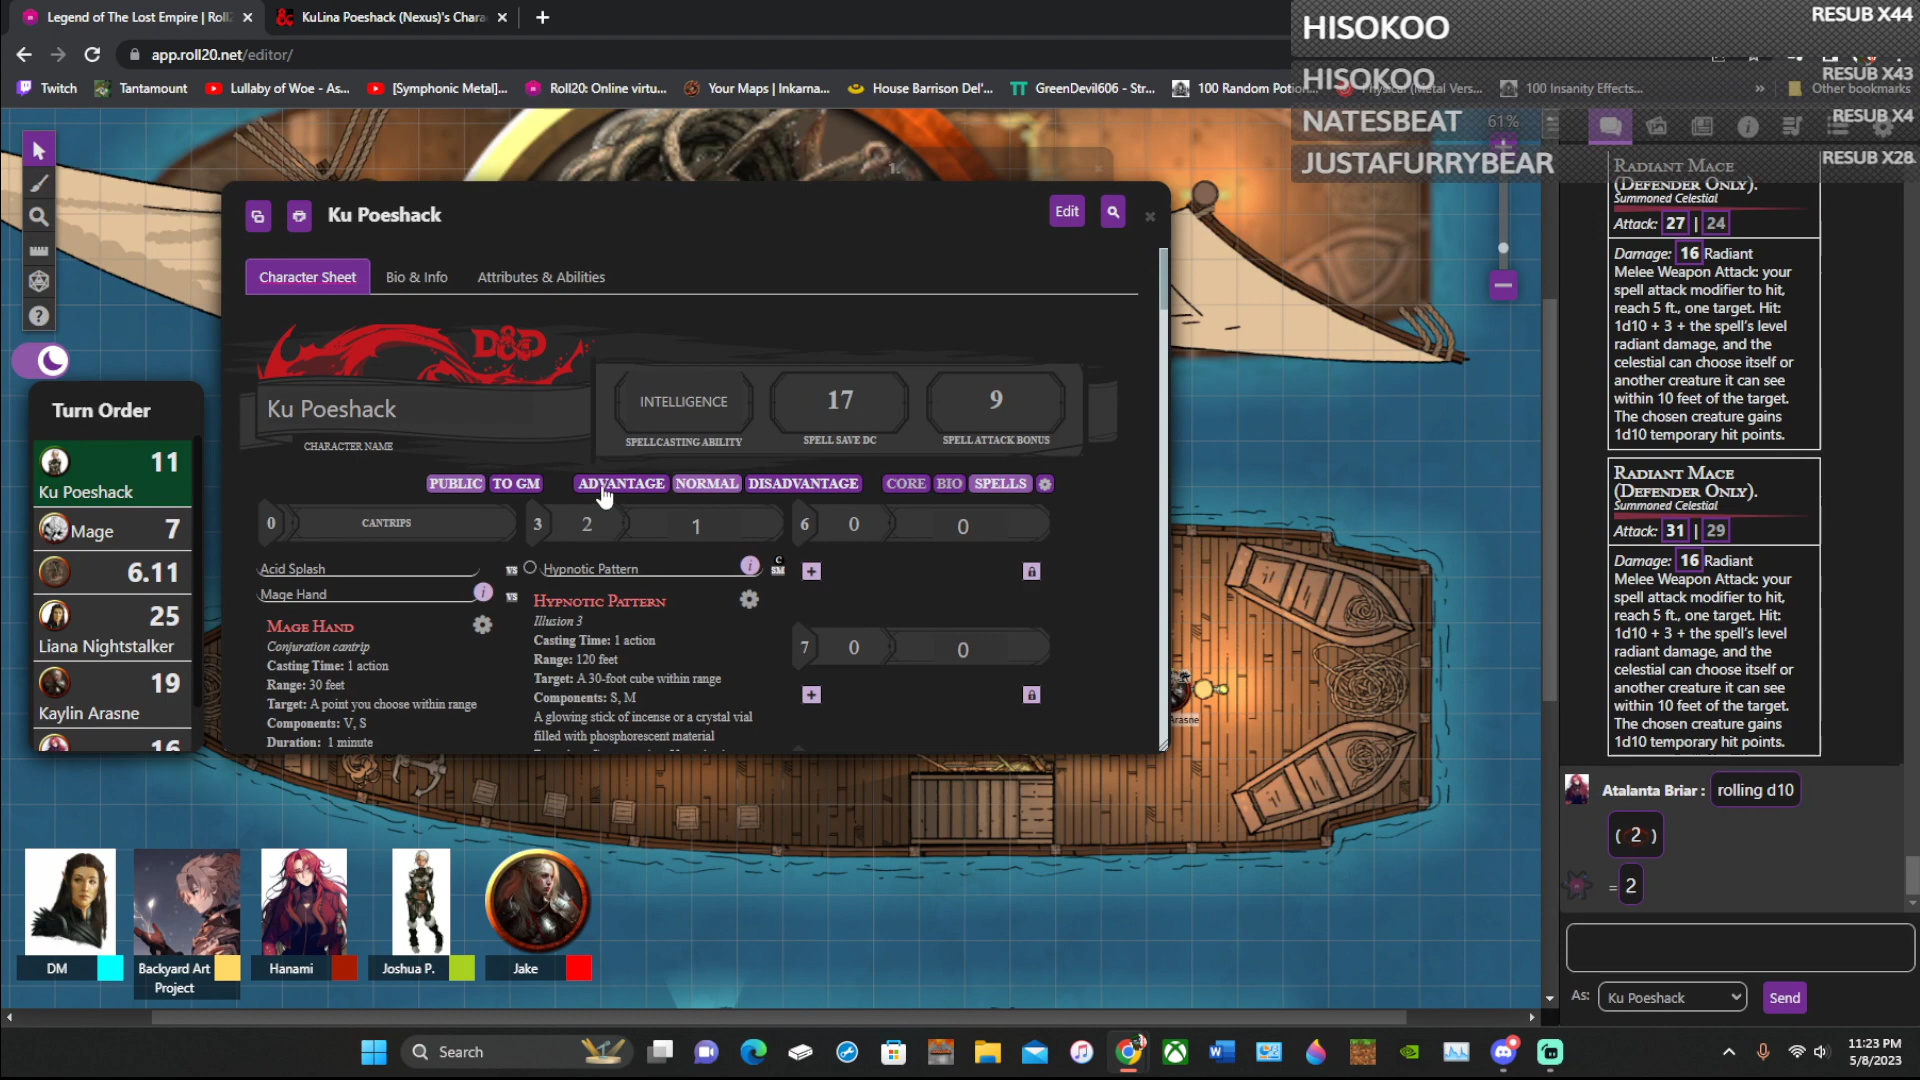 Legend of The Lost Empire | Roll2
KuLina Poeshack (Nexus)'s Chara
HISOKOO
RESUB X44
app.roll20.net/editor/
HISOKOO
RESUB X43
Twitch
Tantamount
Lullaby of Woe - As...
[Symphonic Metal]...
Roll20: Online virtu...
Your Maps | Inkarna...
House Barrison Del'...
GreenDevil606 - Str...
100 Random Potion...
Physical (Metal Vers...
100 Insanity Effects...
»
Other bookmarks
NATESBEAT
RESUB X4
61%
JUSTAFURRYBEAR
RESUB X28
Ku Poeshack
Edit
Character Sheet
Bio & Info
Attributes & Abilities
D&D
Ku Poeshack
CHARACTER NAME
INTELLIGENCE
SPELLCASTING ABILITY
17
SPELL SAVE DC
9
SPELL ATTACK BONUS
PUBLIC
TO GM
ADVANTAGE
NORMAL
DISADVANTAGE
CORE
BIO
SPELLS
0
CANTRIPS
3
2
1
6
0
0
Acid Splash
VS
Hypnotic Pattern
C
SM
Mage Hand
VS
MAGE HAND
Conjuration cantrip
Casting Time: 1 action
Range: 30 feet
Target: A point you choose within range
Components: V, S
Duration: 1 minute
HYPNOTIC PATTERN
Illusion 3
Casting Time: 1 action
Range: 120 feet
Target: A 30-foot cube within range
Components: S, M
A glowing stick of incense or a crystal vial
filled with phosphorescent material
7
0
0
Turn Order
11
Ku Poeshack
Mage
7
6.11
25
Liana Nightstalker
19
Kaylin Arasne
16
Arasne
RADIANT MACE
(DEFENDER ONLY).
Summoned Celestial
Attack: 27 | 24
Damage: 16 Radiant
Melee Weapon Attack: your
spell attack modifier to hit,
reach 5 ft., one target. Hit:
1d10 + 3 + the spell's level
radiant damage, and the
celestial can choose itself or
another creature it can see
within 10 feet of the target.
The chosen creature gains
1d10 temporary hit points.
RADIANT MACE
(DEFENDER ONLY).
Summoned Celestial
Attack: 31 | 29
Damage: 16 Radiant
Melee Weapon Attack: your
spell attack modifier to hit,
reach 5 ft., one target. Hit:
1d10 + 3 + the spell's level
radiant damage, and the
celestial can choose itself or
another creature it can see
within 10 feet of the target.
The chosen creature gains
1d10 temporary hit points.
Atalanta Briar : rolling d10
(2)
=2
DM
Backyard Art
Project
Hanami
Joshua P.
Jake
As:
Ku Poeshack
Send
Search
11:23 PM
5/8/2023